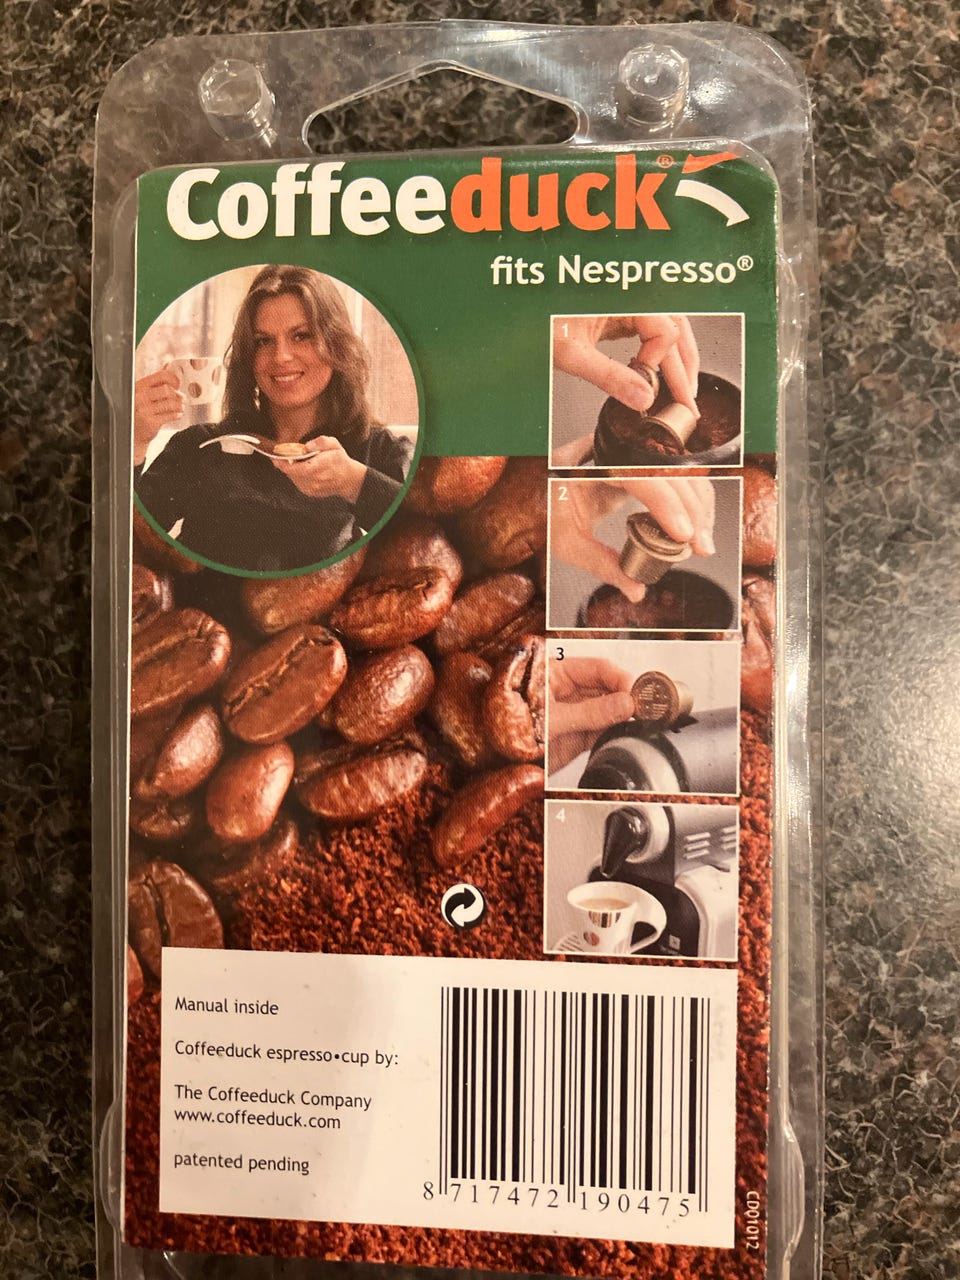 Coffeeduck®
fits Nespresso®
1
2
3
4
Manual inside
Coffeeduck espresso•cup by:
The Coffeeduck Company
www.coffeeduck.com
patented pending
8 717472 190475
CDO1012